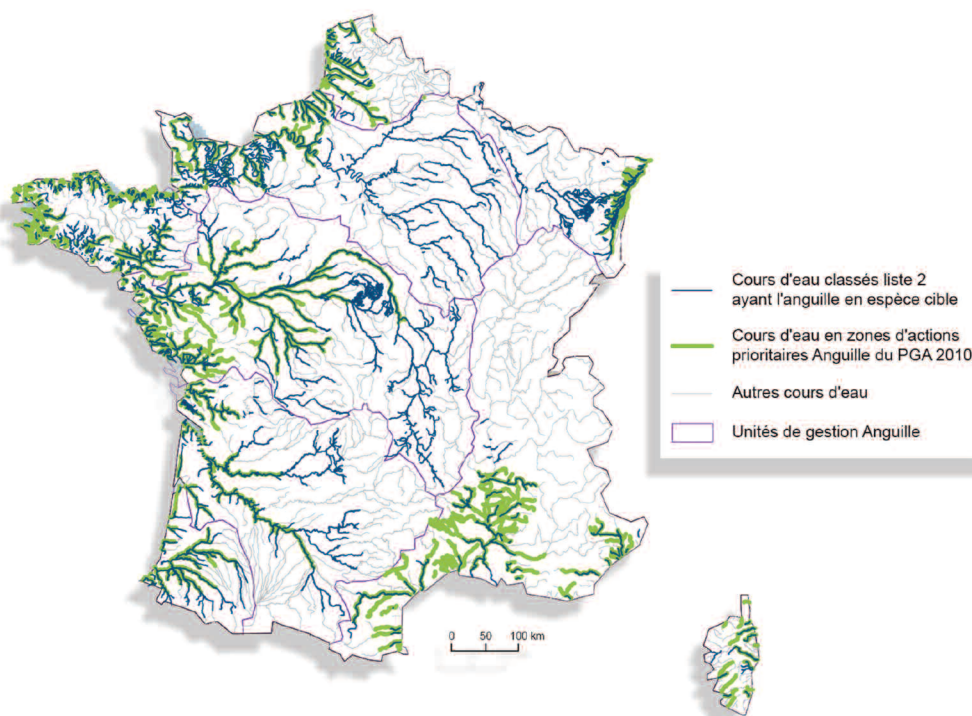 Cours d'eau classés liste 2
ayant l'anguille en espèce cible
Cours d'eau en zones d'actions
prioritaires Anguille du PGA 2010
Autres cours d'eau
Unités de gestion Anguille
0 50 100 km